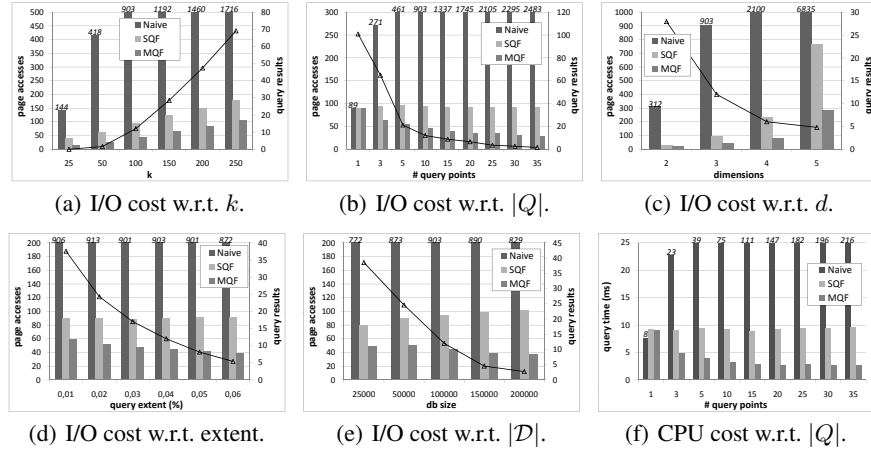 903 1192 1460 1716
500
450
400
350
300
250
200
150
100
50
0
page accesses
144
418
Naive
SQF
MQF
80
70
60
50
40
30
20
10
0
query results
25 50 100 150 200 250
k
(a) I/O cost w.r.t. k.
271 461 903 1337 1745 2105 2295 2483
300
250
200
150
100
50
0
page accesses
89
Naive
SQF
MQF
120
100
80
60
40
20
0
query results
1 3 5 10 15 20 25 30 35
# query points
(b) I/O cost w.r.t. |Q|.
903 2100 6835
1000
900
800
700
600
500
400
300
200
100
0
page accesses
312
Naive
SQF
MQF
30
25
20
15
10
5
0
query results
2 3 4 5
dimensions
(c) I/O cost w.r.t. d.
906 913 901 903 901 872
200
180
160
140
120
100
80
60
40
20
0
page accesses
Naive
SQF
MQF
40
35
30
25
20
15
10
5
0
query results
0,01 0,02 0,03 0,04 0,05 0,06
query extent (%)
(d) I/O cost w.r.t. extent.
772 873 903 890 829
200
180
160
140
120
100
80
60
40
20
0
page accesses
Naive
SQF
MQF
45
40
35
30
25
20
15
10
5
0
query results
25000 50000 100000 150000 200000
db size
(e) I/O cost w.r.t. |D|.
23 39 75 111 147 182 196 216
25
20
15
10
5
0
query time (ms)
8
Naive
SQF
MQF
1 3 5 10 15 20 25 30 35
# query points
(f) CPU cost w.r.t. |Q|.